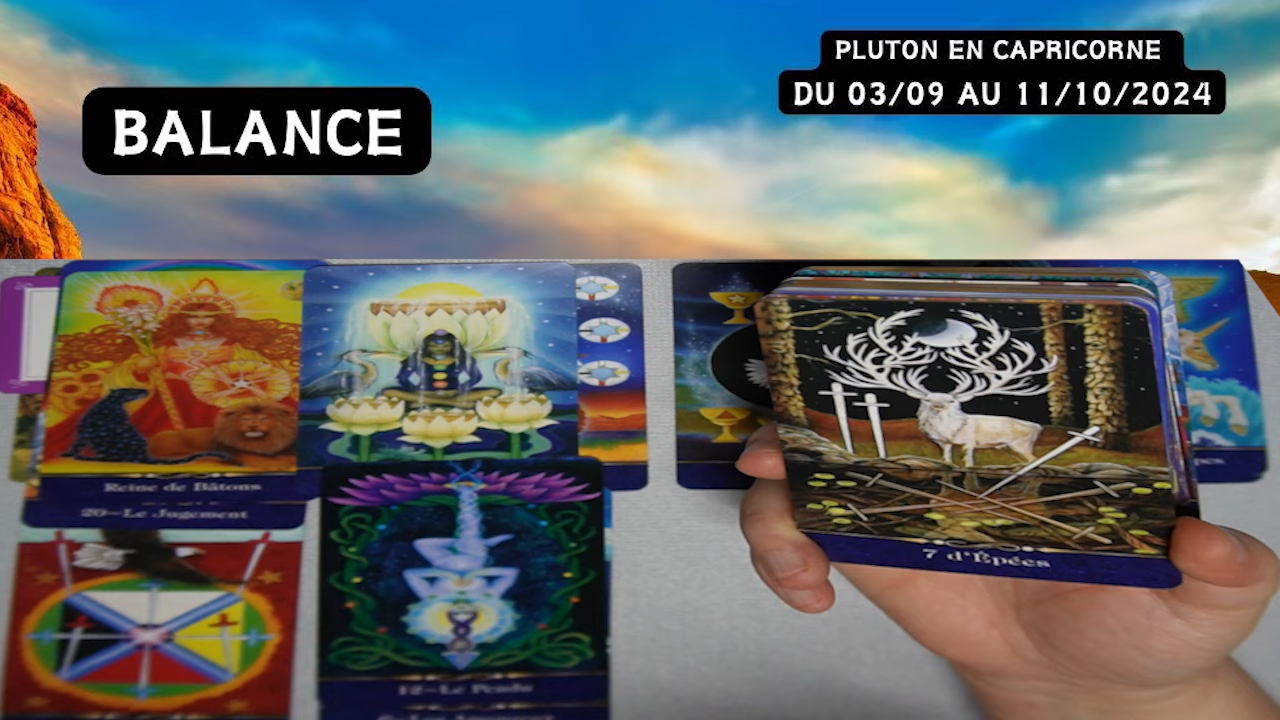 PLUTON EN CAPRICORNE
DU 03/09 AU 11/10/2024
BALANCE
Reine de Bâtons
20-Le Jugement
7 d'Épées
12-Le Pendu